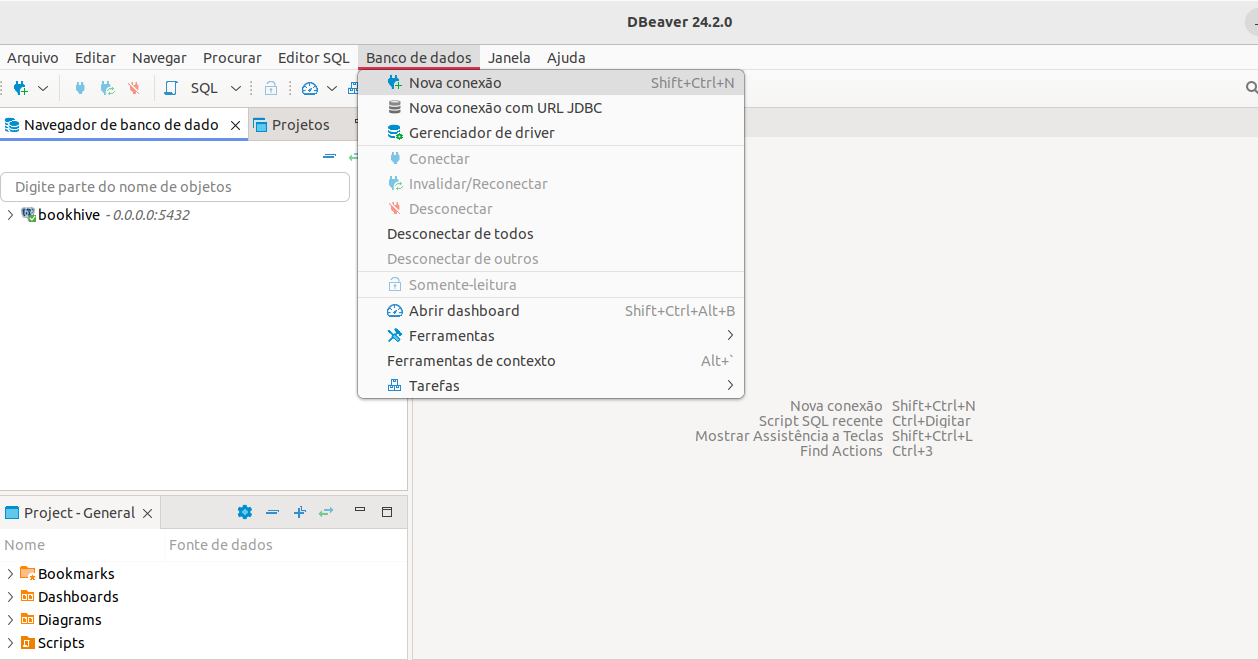 DBeaver 24.2.0
Arquivo Editar Navegar Procurar Editor SQL Banco de dados Janela Ajuda
SQL
Navegador de banco de dado Projetos
Digite parte do nome de objetos
bookhive - 0.0.0.0:5432
Nova conexão Shift+Ctrl+N
Nova conexão com URL JDBC
Gerenciador de driver
Conectar
Invalidar/Reconectar
Desconectar
Desconectar de todos
Desconectar de outros
Somente-leitura
Abrir dashboard Shift+Ctrl+Alt+B
Ferramentas
Ferramentas de contexto Alt+`
Tarefas
Nova conexão Shift+Ctrl+N
Script SQL recente Ctrl+Digitar
Mostrar Assistência a Teclas Shift+Ctrl+L
Find Actions Ctrl+3
Project - General
Nome Fonte de dados
Bookmarks
Dashboards
Diagrams
Scripts